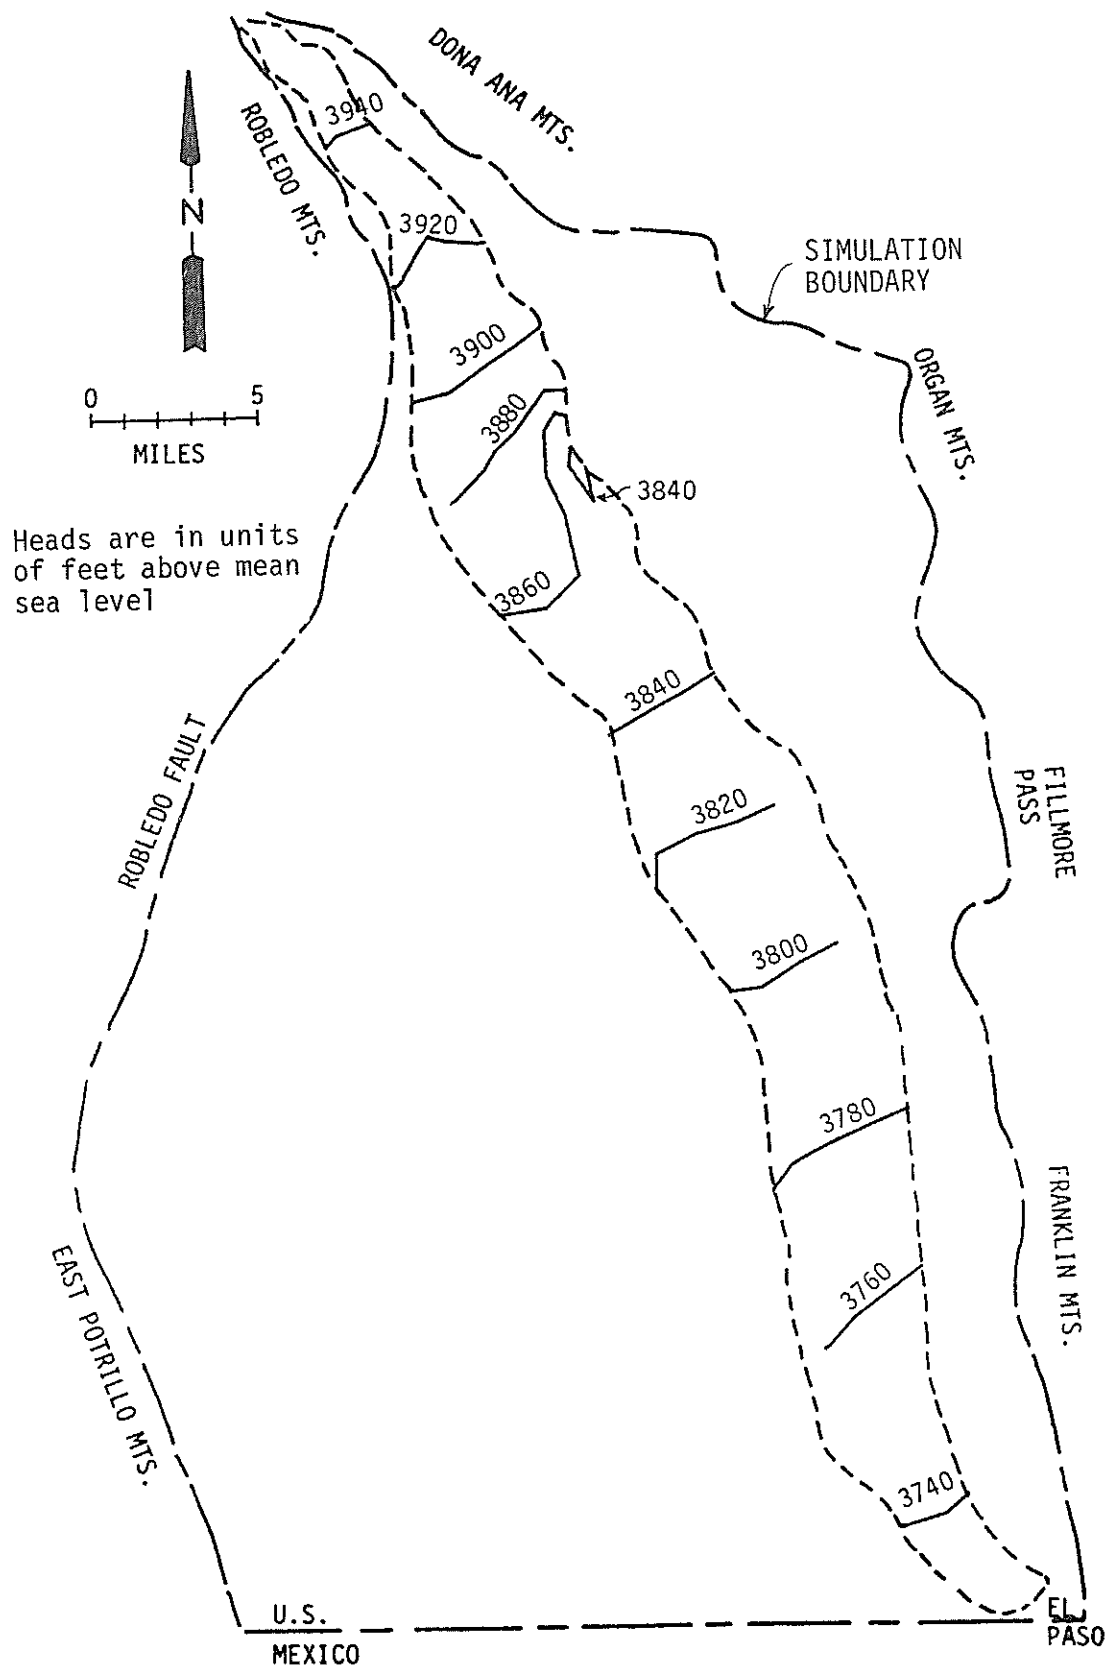 DONA ANA MTS.
ROBLEDO MTS.
3940
N
3920
SIMULATION
BOUNDARY
3900
ORGAN MTS.
0 5
MILES
3880
3840
Heads are in units
of feet above mean
sea level
3860
3840
ROBLEDO FAULT
FILLMORE
PASS
3820
3800
3780
FRANKLIN MTS.
3760
EAST POTRILLO MTS.
3740
U.S.
MEXICO
EL
PASO